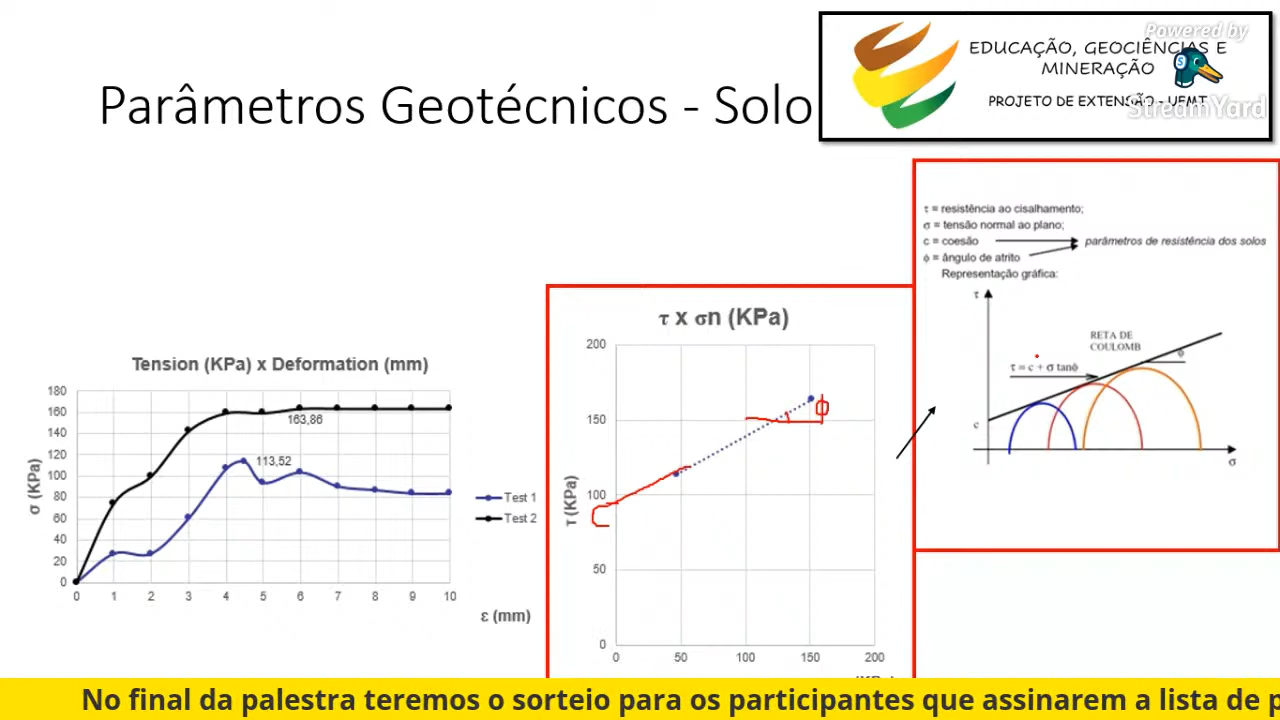 Powered by
EDUCAÇÃO, GEOCIÊNCIAS E
MINERAÇÃO
PROJETO DE EXTENSÃO - UFMT
StreamYard
Parâmetros Geotécnicos - Solo
τ = resistência ao cisalhamento;
σ = tensão normal ao plano;
c = coesão
parâmetros de resistência dos solos
ϕ = ângulo de atrito
Representação gráfica:
τ
RETA DE
COULOMB
ϕ
τ = c + σ tanϕ
c
σ
τ x σn (KPa)
200
150
100
50
0
τ (KPa)
0 50 100 150 200
Tension (KPa) x Deformation (mm)
180
160
140
120
100
80
60
40
20
0
σ (KPa)
163,86
113,52
Test 1
Test 2
0 1 2 3 4 5 6 7 8 9 10
ε (mm)
No final da palestra teremos o sorteio para os participantes que assinarem a lista de p